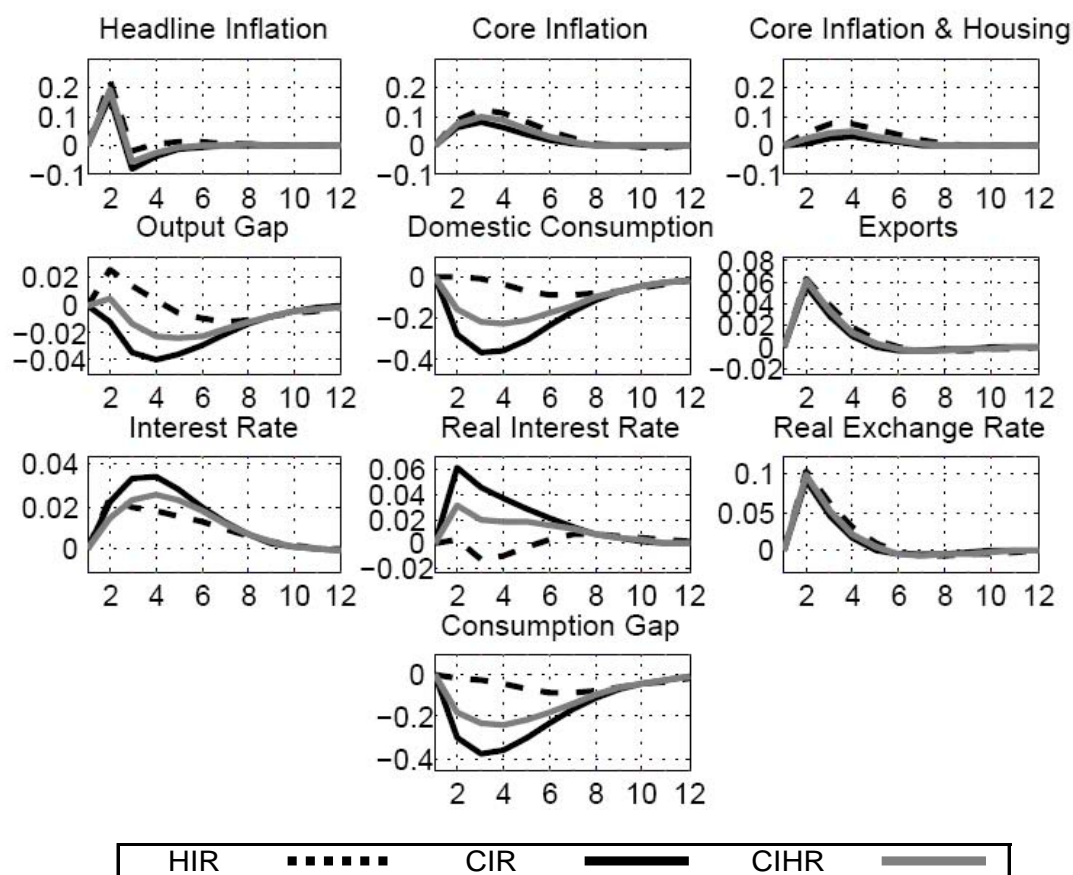 Headline Inflation Core Inflation Core Inflation & Housing
0.2 0.2 0.2
0.1 0.1 0.1
0 0 0
−0.1 −0.1 −0.1
2 4 6 8 10 12 2 4 6 8 10 12 2 4 6 8 10 12
Output Gap Domestic Consumption Exports
0.02 0 0.08
0 −0.2 0.06
−0.02 −0.4 0.04
−0.04 0.02
0
−0.02
2 4 6 8 10 12 2 4 6 8 10 12 2 4 6 8 10 12
Interest Rate Real Interest Rate Real Exchange Rate
0.04 0.06 0.1
0.02 0.04 0.05
0 0.02 0
0
−0.02
2 4 6 8 10 12 2 4 6 8 10 12 2 4 6 8 10 12
Consumption Gap
0
−0.2
−0.4
2 4 6 8 10 12
HIR CIR CIHR